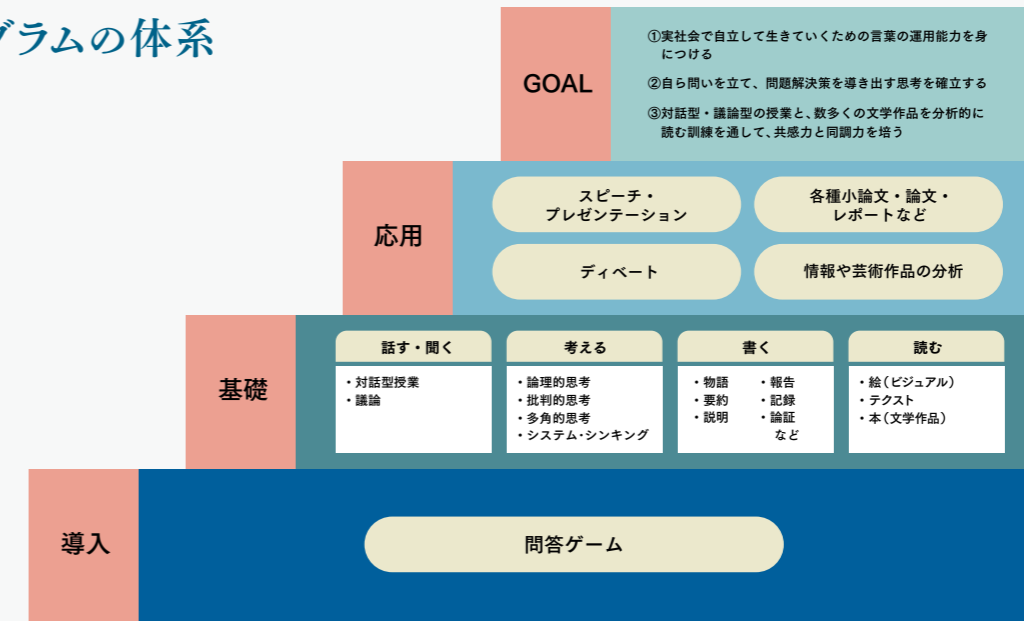 グラムの体系
GOAL
①実社会で自立して生きていくための言葉の運用能力を身
につける
②自ら問いを立て、問題解決策を導き出す思考を確立する
③対話型・議論型の授業と、数多くの文学作品を分析的に
読む訓練を通して、共感力と同調力を培う
応用
スピーチ・
プレゼンテーション
各種小論文・論文・
レポートなど
ディベート
情報や芸術作品の分析
基礎
話す・聞く
・対話型授業
・議論
考える
・論理的思考
・批判的思考
・多角的思考
・システム・シンキング
書く
・物語
・要約
・説明
・報告
・記録
・論証
など
読む
・絵（ビジュアル）
・テクスト
・本（文学作品）
導入
問答ゲーム